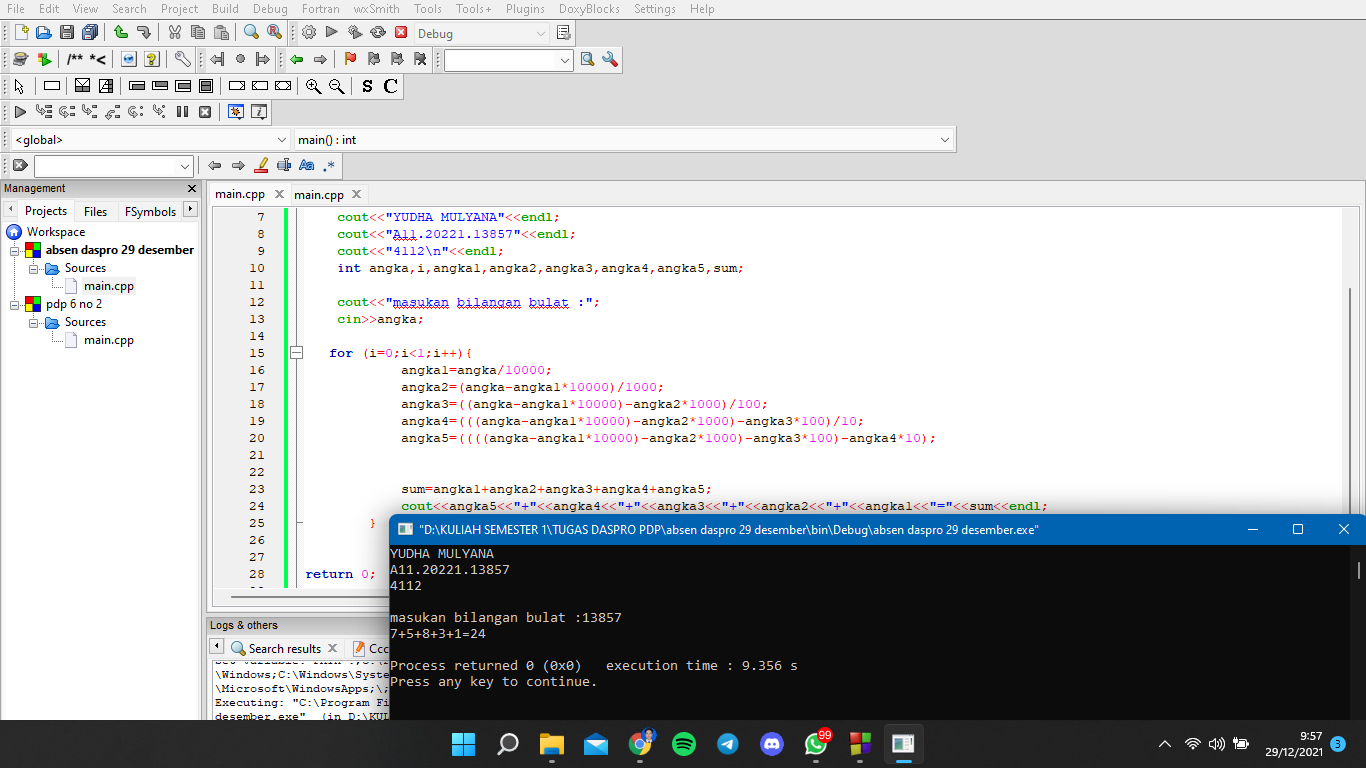 File Edit View Search Project Build Debug Fortran wxSmith Tools Tools+ Plugins DoxyBlocks Settings Help
Debug
/** *<
S C
<global> main() : int
Aa .*
Management
main.cpp main.cpp
Projects Files FSymbols
Workspace
absen daspro 29 desember
Sources
main.cpp
pdp 6 no 2
Sources
main.cpp
7 cout<<"YUDHA MULYANA"<<endl;
8 cout<<"A11.20221.13857"<<endl;
9 cout<<"4112\n"<<endl;
10 int angka,i,angka1,angka2,angka3,angka4,angka5,sum;
11
12 cout<<"masukan bilangan bulat :";
13 cin>>angka;
14
15 for (i=0;i<1;i++){
16 angka1=angka/10000;
17 angka2=(angka-angka1*10000)/1000;
18 angka3=((angka-angka1*10000)-angka2*1000)/100;
19 angka4=(((angka-angka1*10000)-angka2*1000)-angka3*100)/10;
20 angka5=((((angka-angka1*10000)-angka2*1000)-angka3*100)-angka4*10);
21
22
23 sum=angka1+angka2+angka3+angka4+angka5;
24 cout<<angka5<<"+"<<angka4<<"+"<<angka3<<"+"<<angka2<<"+"<<angka1<<"="<<sum<<endl;
25 }
26
27
28 return 0;
Logs & others
Search results Ccc
\Windows;C:\Windows\Syste
\Microsoft\WindowsApps;\;
Executing: "C:\Program Fi
desember.exe" (in D:\KUL
"D:\KULIAH SEMESTER 1\TUGAS DASPRO PDP\absen daspro 29 desember\bin\Debug\absen daspro 29 desember.exe"
YUDHA MULYANA
A11.20221.13857
4112
masukan bilangan bulat :13857
7+5+8+3+1=24
Process returned 0 (0x0) execution time : 9.356 s
Press any key to continue.
99
9:57
29/12/2021
3